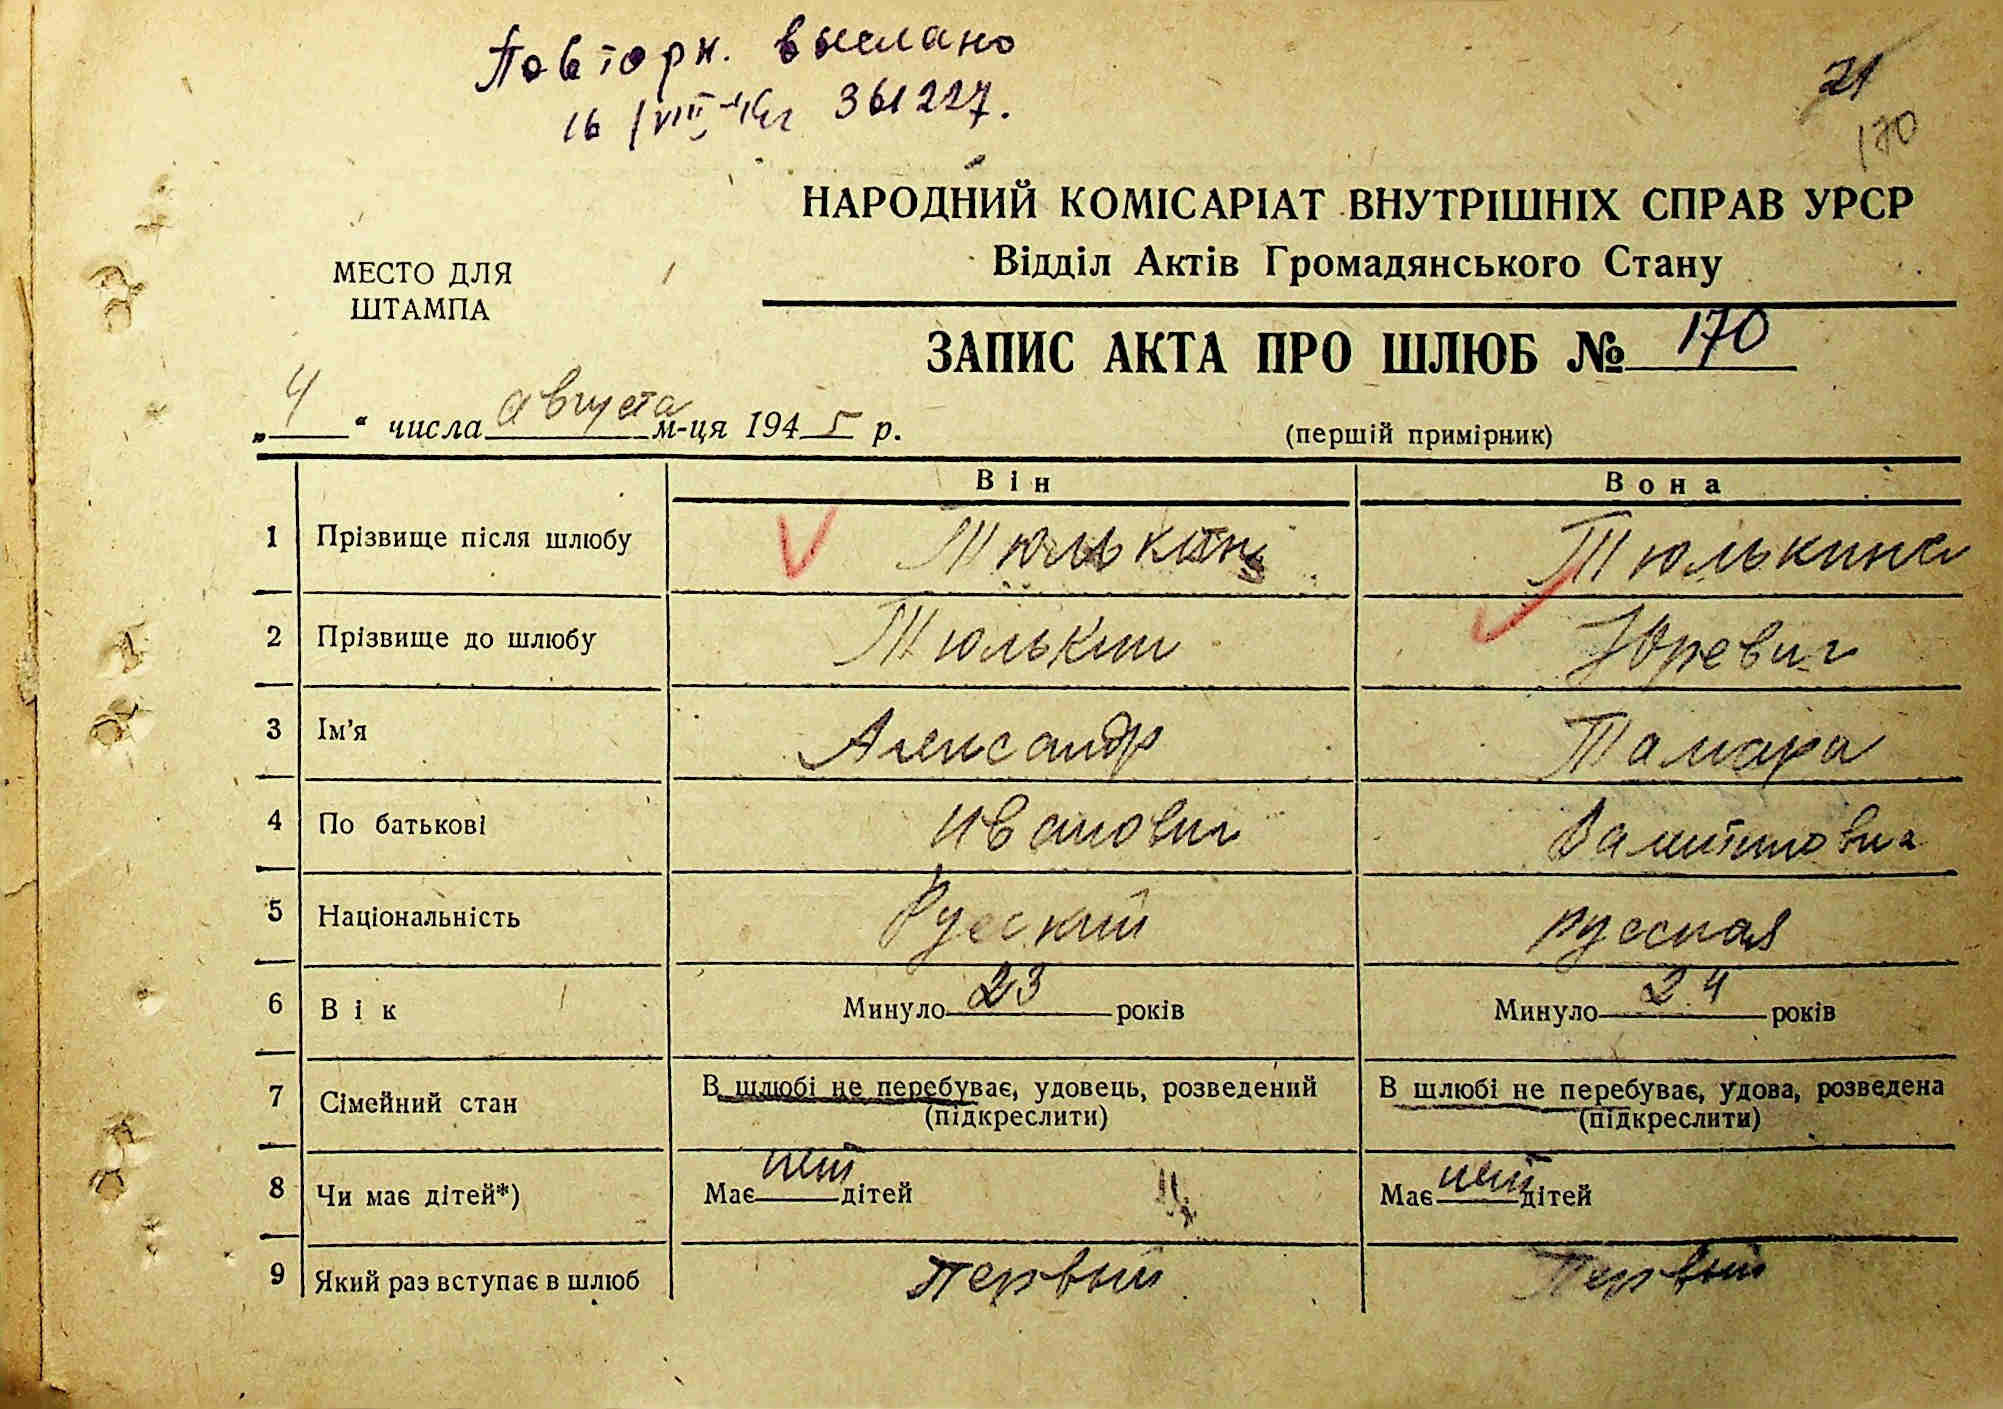 Повторн. выслано
16/VIII 361227.
21
170
НАРОДНИЙ КОМІСАРІАТ ВНУТРІШНІХ СПРАВ УРСР
Відділ Актів Громадянського Стану
МЕСТО ДЛЯ
ШТАМПА
ЗАПИС АКТА ПРО ШЛЮБ № 170
„4“ числа августа м-ця 1945 р.
(першій примірник)
Він Вона
1 Прізвище після шлюбу Тюлькин Тюлькина
2 Прізвище до шлюбу Тюлькин Юревич
3 Ім'я Александр Тамара
4 По батькові Иванович
5 Національність Русский русская
6 Вік Минуло 23 років Минуло 24 років
7 Сімейний стан В шлюбі не перебуває, удовець, розведений В шлюбі не перебуває, удова, розведена
(підкреслити) (підкреслити)
8 Чи має дітей*) Має нет дітей Має нет дітей
9 Який раз вступає в шлюб первый Первый